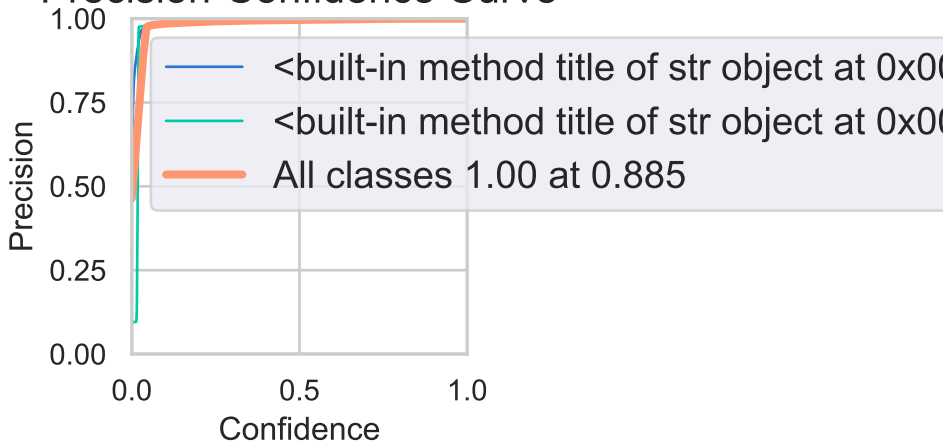 Precision-Confidence Curve
1.00
0.75
0.50
0.25
0.00
Precision
<built-in method title of str object at 0x00
<built-in method title of str object at 0x00
All classes 1.00 at 0.885
0.0 0.5 1.0
Confidence